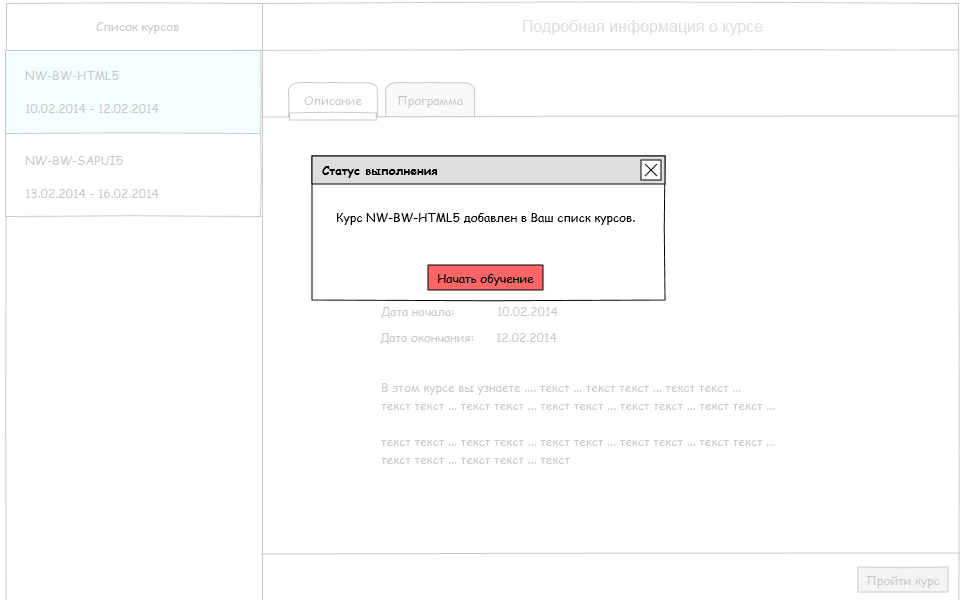 Список курсов
Подробная информация о курсе
NW-BW-HTML5
10.02.2014 - 12.02.2014
NW-BW-SAPUI5
13.02.2014 - 16.02.2014
Описание
Программа
Статус выполнения
Курс NW-BW-HTML5 добавлен в Ваш списк курсов.
Начать обучение
Дата начала: 10.02.2014
Дата окончания: 12.02.2014
В этом курсе вы узнаете .... текст ... текст текст ... текст текст ...
текст текст ... текст текст ... текст текст ... текст текст ... текст текст ...
текст текст ... текст текст ... текст текст ... текст текст ... текст текст ...
текст текст ... текст текст ... текст
Пройти курс